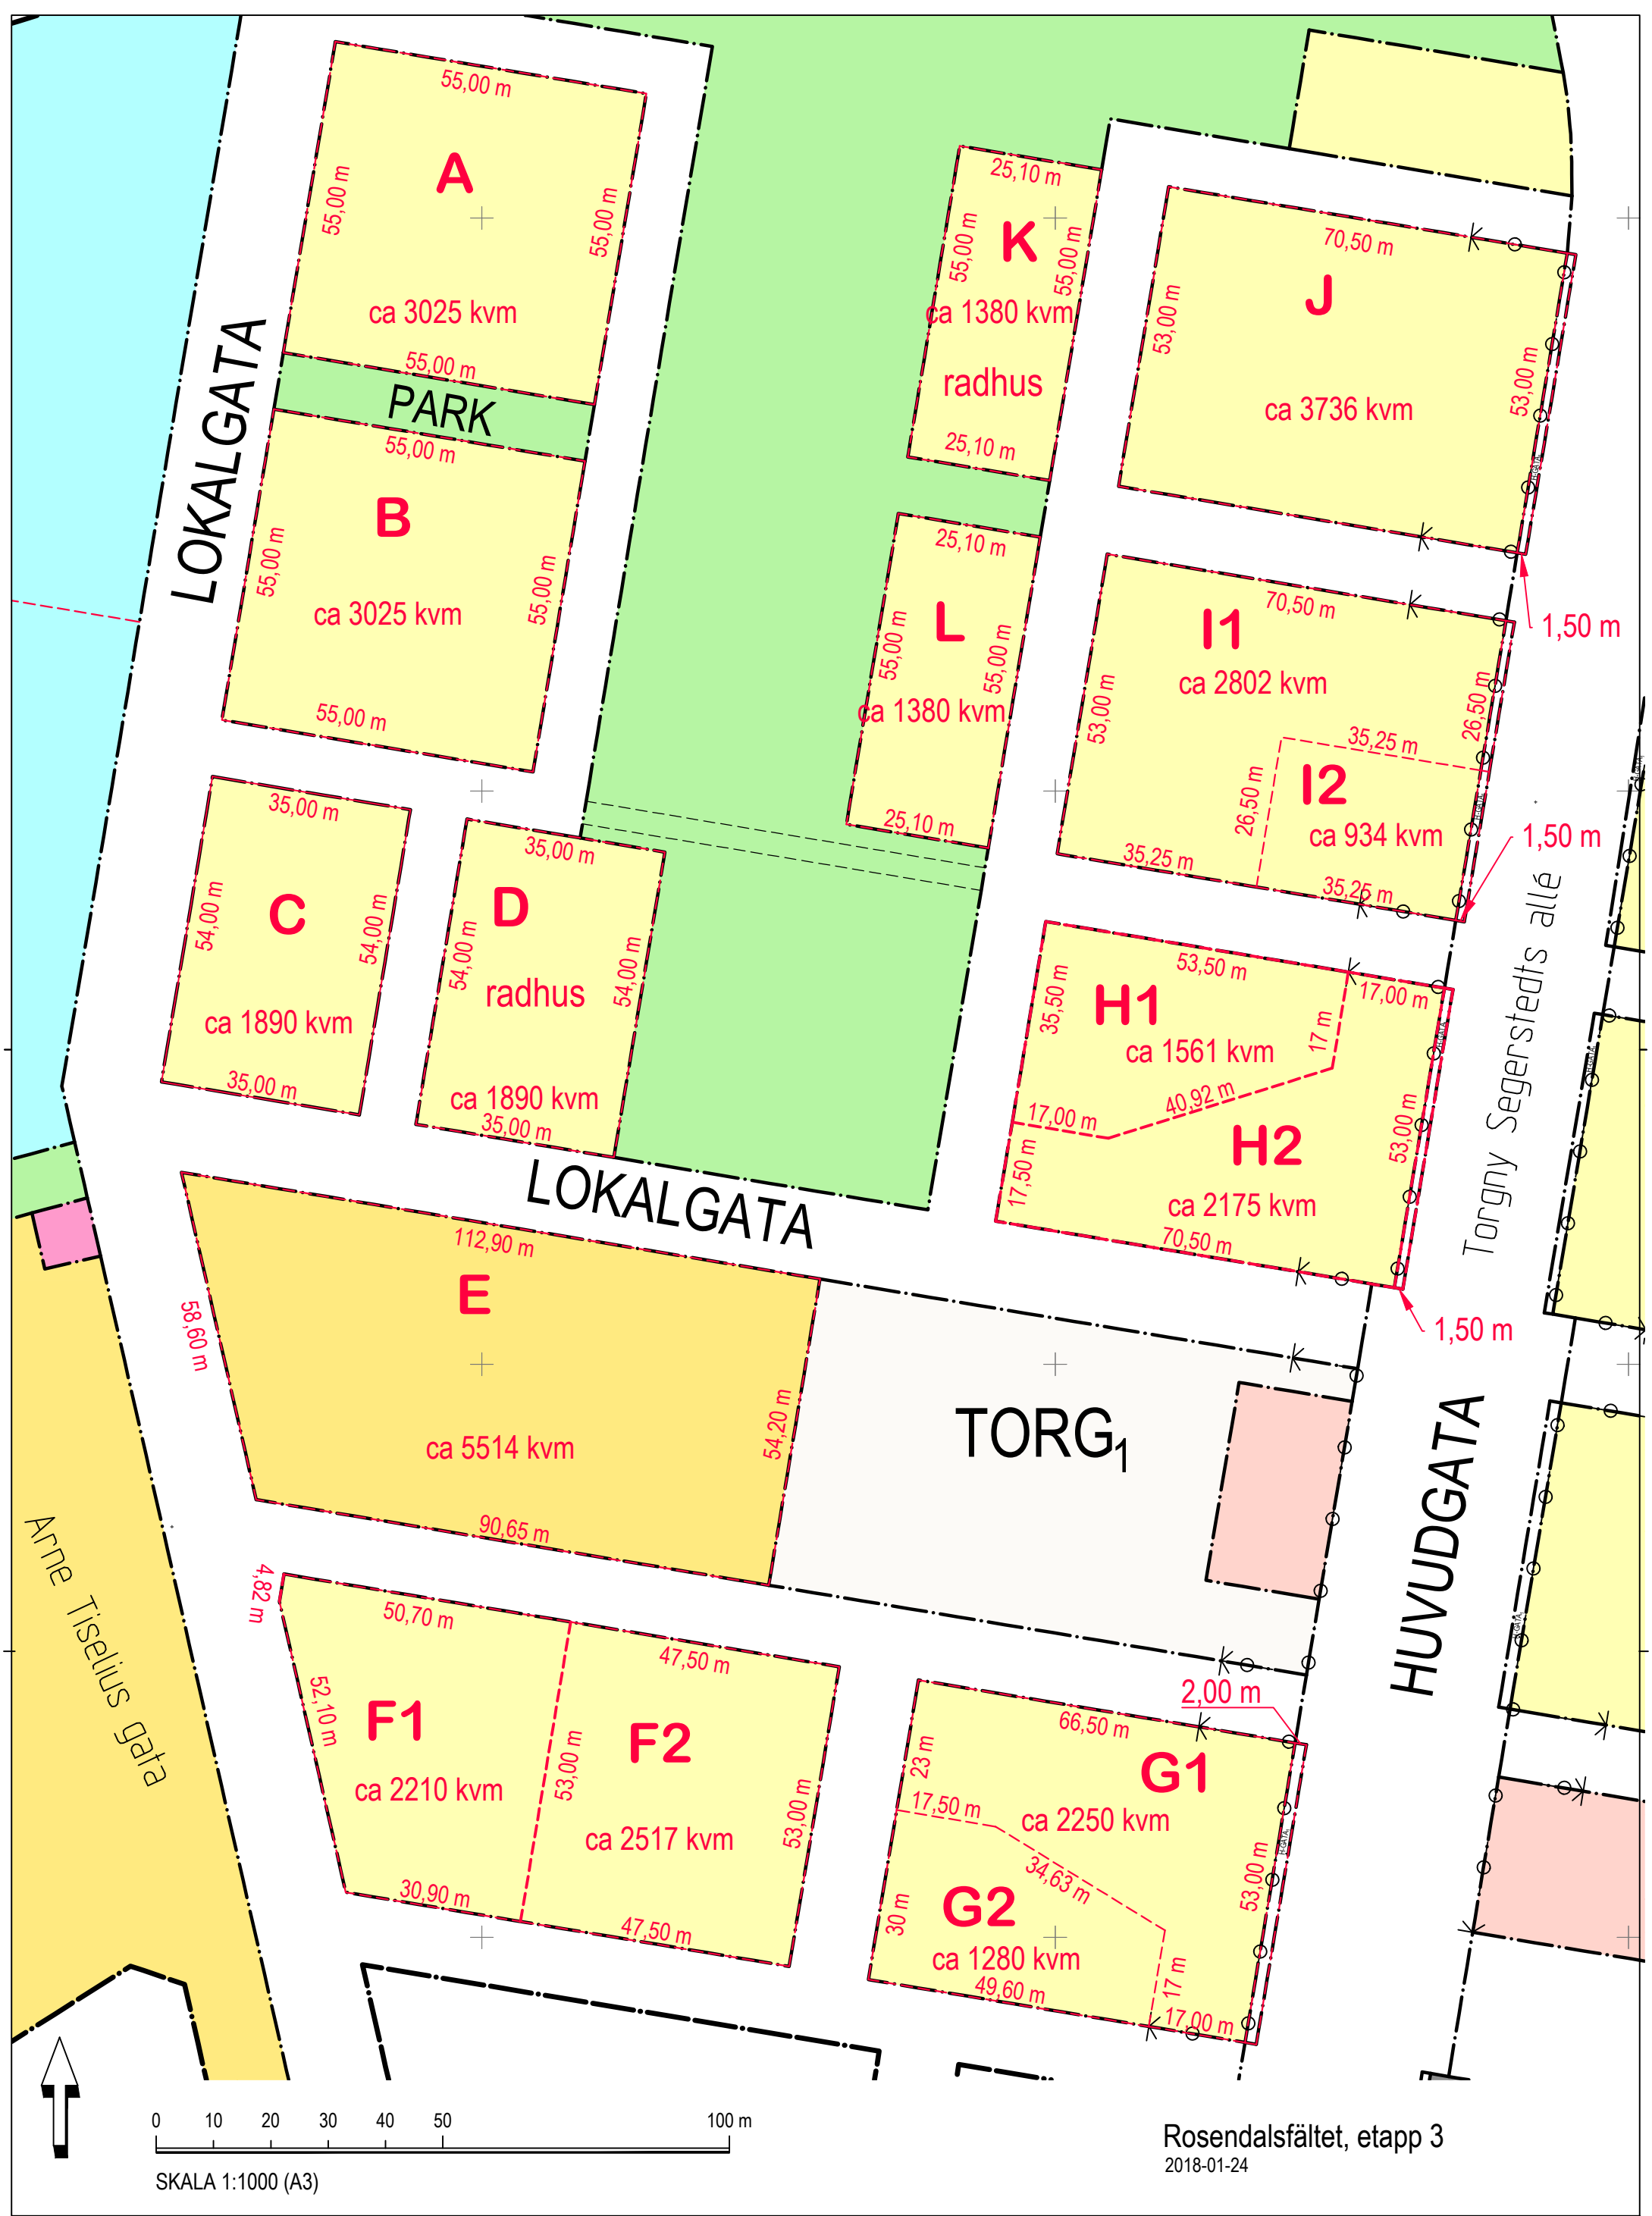 55,00 m
A
55,00 m
55,00 m
ca 3025 kvm
55,00 m
PARK
LOKALGATA
55,00 m
B
55,00 m
55,00 m
ca 3025 kvm
55,00 m
35,00 m
C
54,00 m
54,00 m
ca 1890 kvm
35,00 m
35,00 m
D
54,00 m
54,00 m
radhus
ca 1890 kvm
35,00 m
25,10 m
K
55,00 m
55,00 m
ca 1380 kvm
radhus
25,10 m
25,10 m
L
55,00 m
55,00 m
ca 1380 kvm
25,10 m
70,50 m
J
53,00 m
53,00 m
ca 3736 kvm
1,50 m
70,50 m
I1
ca 2802 kvm
53,00 m
26,50 m
35,25 m
I2
26,50 m
ca 934 kvm
35,25 m
35,25 m
1,50 m
53,50 m
17,00 m
H1
35,50 m
17 m
ca 1561 kvm
40,92 m
17,00 m
53,00 m
H2
17,50 m
ca 2175 kvm
70,50 m
1,50 m
Torgny Segerstedts allé
LOKALGATA
112,90 m
E
58,60 m
54,20 m
ca 5514 kvm
90,65 m
TORG1
HUVUDGATA
Arne Tiselius gata
4,82 m
50,70 m
52,10 m
F1
53,00 m
ca 2210 kvm
30,90 m
47,50 m
F2
53,00 m
ca 2517 kvm
47,50 m
2,00 m
66,50 m
23 m
G1
17,50 m
ca 2250 kvm
34,63 m
53,00 m
G2
30 m
ca 1280 kvm
17 m
49,60 m
17,00 m
0 10 20 30 40 50 100 m
SKALA 1:1000 (A3)
Rosendalsfältet, etapp 3
2018-01-24